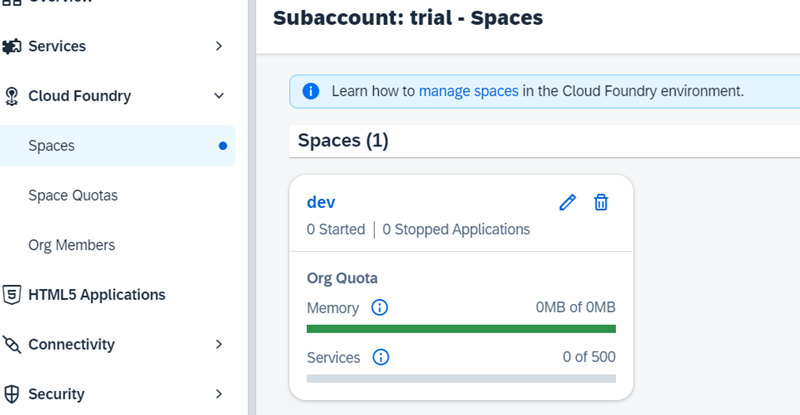 Subaccount: trial - Spaces
Services
Cloud Foundry
Spaces
Space Quotas
Org Members
HTML5 Applications
Connectivity
Security
Learn how to manage spaces in the Cloud Foundry environment.
Spaces (1)
dev
0 Started | 0 Stopped Applications
Org Quota
Memory 0MB of 0MB
Services 0 of 500